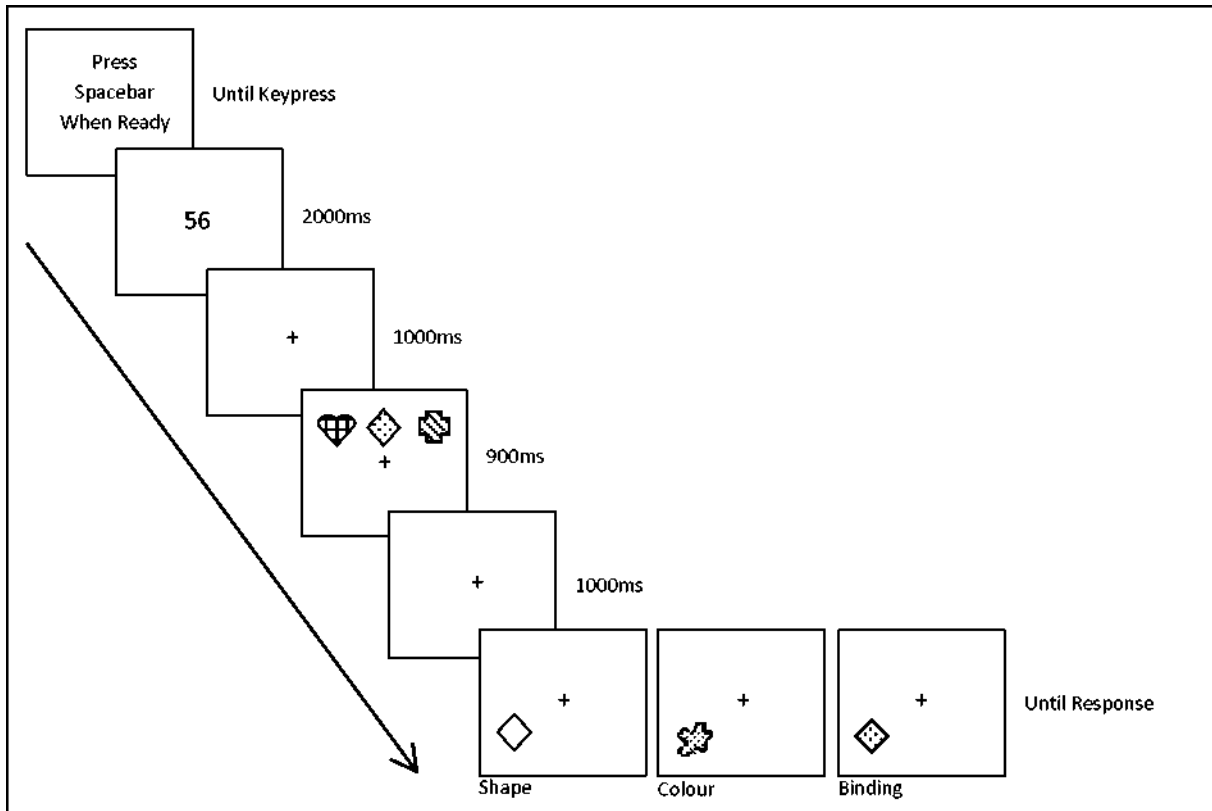 Press
Spacebar
When Ready
Until Keypress
56
2000ms
+
1000ms
+
900ms
+
1000ms
+
+
+
Until Response
Shape
Colour
Binding